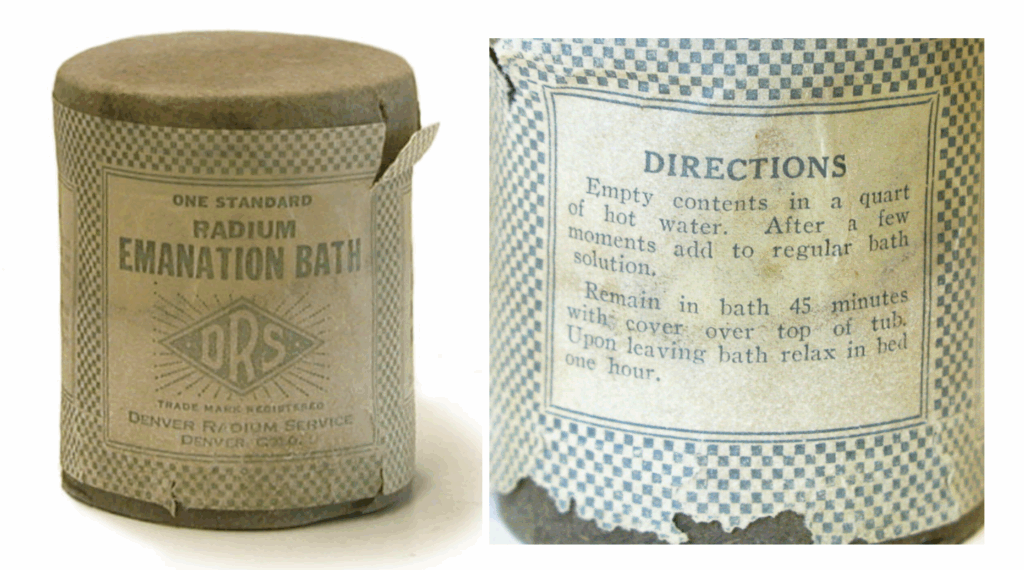 ONE STANDARD
RADIUM
EMANATION BATH
DRS
TRADE MARK REGISTERED
DENVER RADIUM SERVICE
DENVER, COLO.
DIRECTIONS
Empty contents in a quart
of hot water. After a few
moments add to regular bath
solution.
Remain in bath 45 minutes
with cover over top of tub.
Upon leaving bath relax in bed
one hour.